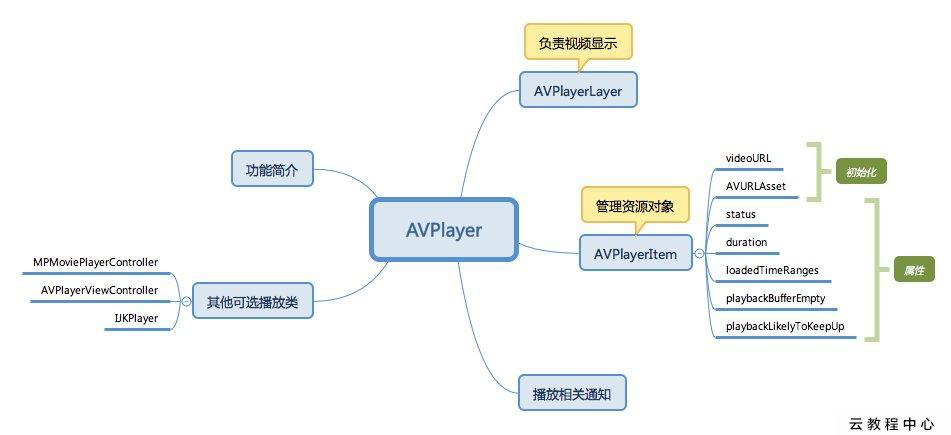 负责视频显示
AVPlayerLayer
功能简介
AVPlayer
管理资源对象
AVPlayerItem
videoURL
AVURLAsset
初始化
status
duration
loadedTimeRanges
playbackBufferEmpty
playbackLikelyToKeepUp
属性
其他可选播放类
MPMoviePlayerController
AVPlayerViewController
IJKPlayer
播放相关通知
云教程中心